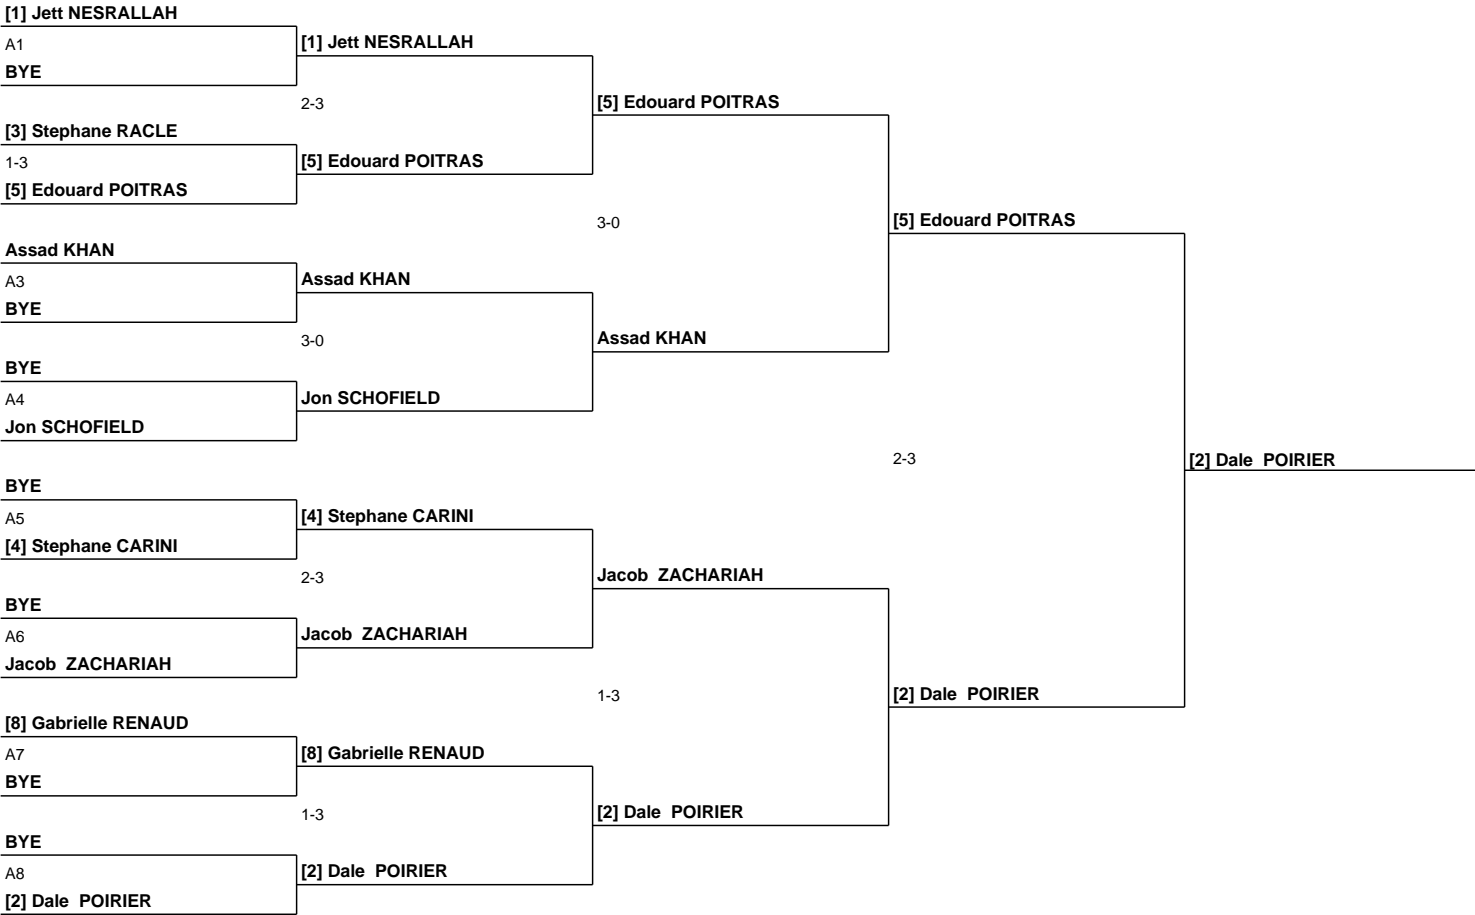 [1] Jett NESRALLAH
A1
[1] Jett NESRALLAH
BYE
2-3
[5] Edouard POITRAS
[3] Stephane RACLE
1-3
[5] Edouard POITRAS
[5] Edouard POITRAS
3-0
[5] Edouard POITRAS
Assad KHAN
A3
Assad KHAN
BYE
3-0
Assad KHAN
BYE
A4
Jon SCHOFIELD
Jon SCHOFIELD
2-3
[2] Dale POIRIER
BYE
A5
[4] Stephane CARINI
[4] Stephane CARINI
2-3
Jacob ZACHARIAH
BYE
A6
Jacob ZACHARIAH
Jacob ZACHARIAH
1-3
[2] Dale POIRIER
[8] Gabrielle RENAUD
A7
[8] Gabrielle RENAUD
BYE
1-3
[2] Dale POIRIER
BYE
A8
[2] Dale POIRIER
[2] Dale POIRIER